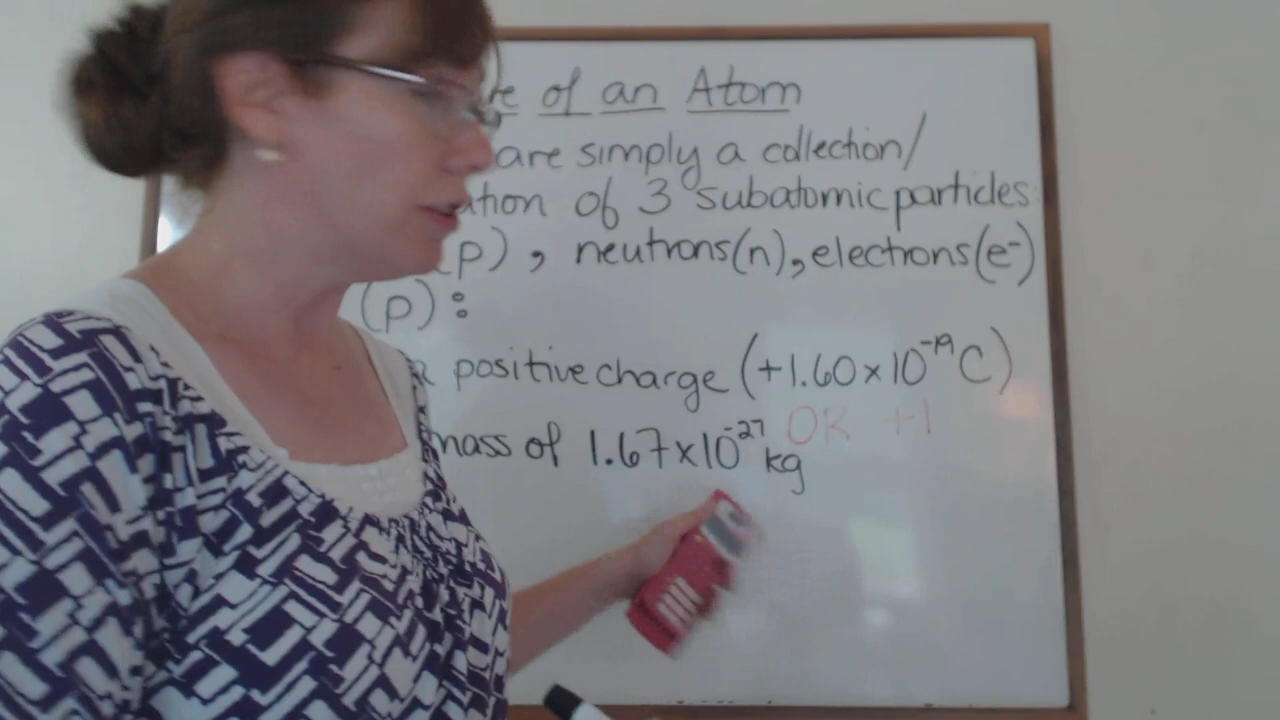 of an Atom
are simply a collection/
of 3 subatomic particles
(p), neutrons(n), electrons(e⁻)
(p):
positive charge (+1.60×10⁻¹⁹C)
OR +1
mass of 1.67×10⁻²⁷ kg